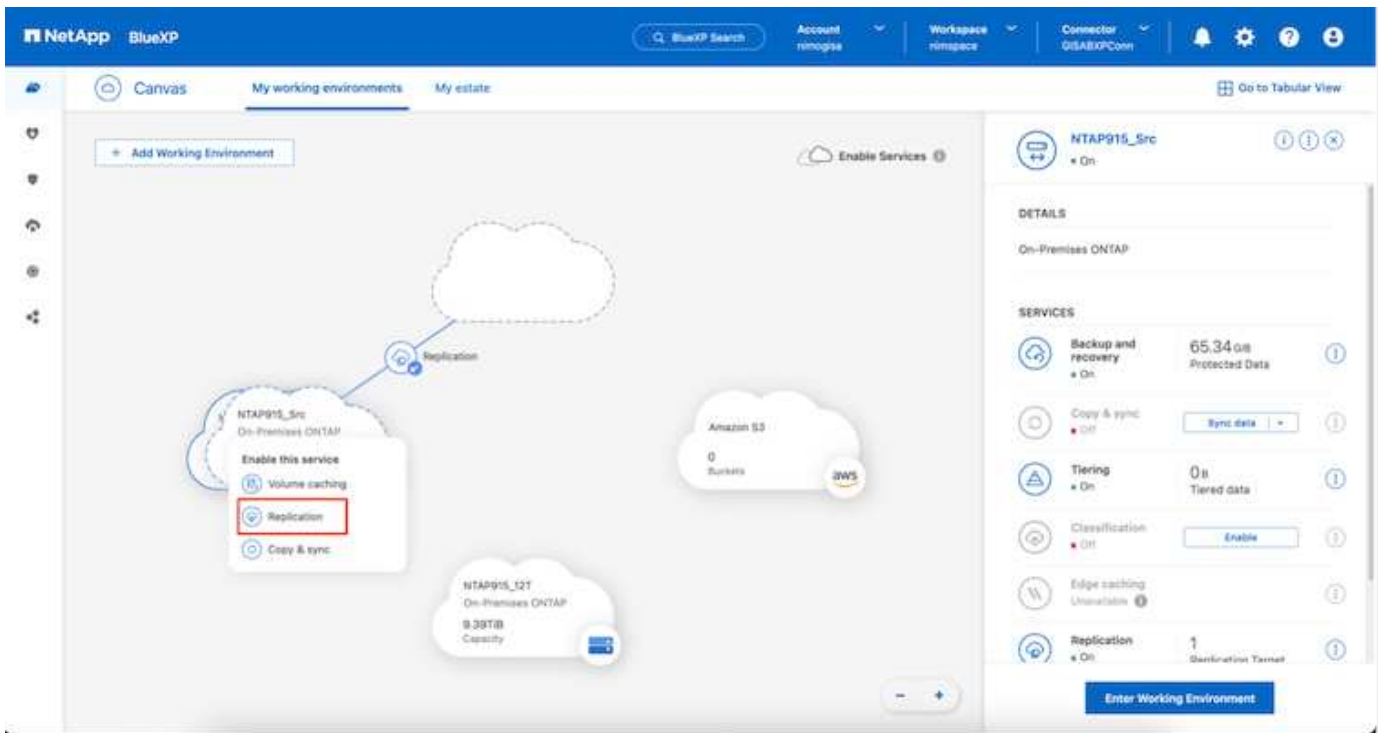 NetApp BlueXP
BlueXP Search
Account
nimogisa
Workspace
nimspace
Connector
GISABXPConn
Canvas
My working environments
My estate
Go to Tabular View
+ Add Working Environment
Enable Services
Replication
NTAP915_Src
On-Premises ONTAP
Enable this service
Volume caching
Replication
Copy & sync
Amazon S3
0
Buckets
aws
NTAP915_12T
On-Premises ONTAP
9.39TiB
Capacity
- +
NTAP915_Src
On
DETAILS
On-Premises ONTAP
SERVICES
Backup and recovery
On
65.34 GiB
Protected Data
Copy & sync
Off
Sync data
Tiering
On
0 B
Tiered data
Classification
Off
Enable
Edge caching
Unavailable
Replication
On
1
Replication Target
Enter Working Environment